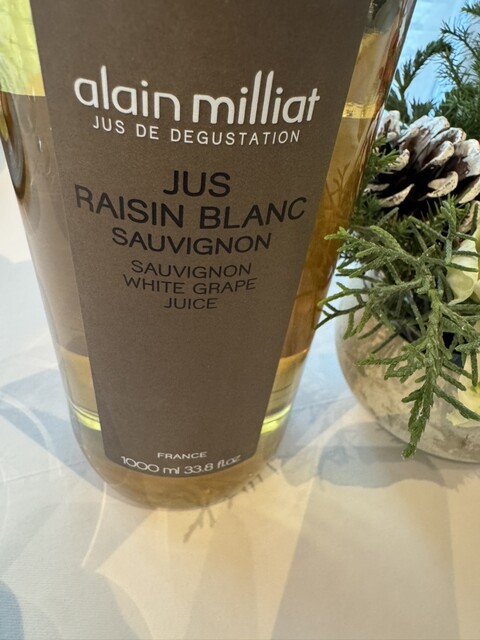 alain milliat
JUS DE DEGUSTATION
JUS
RAISIN BLANC
SAUVIGNON
SAUVIGNON
WHITE GRAPE
JUICE
FRANCE
1000 ml 33.8 fl.oz